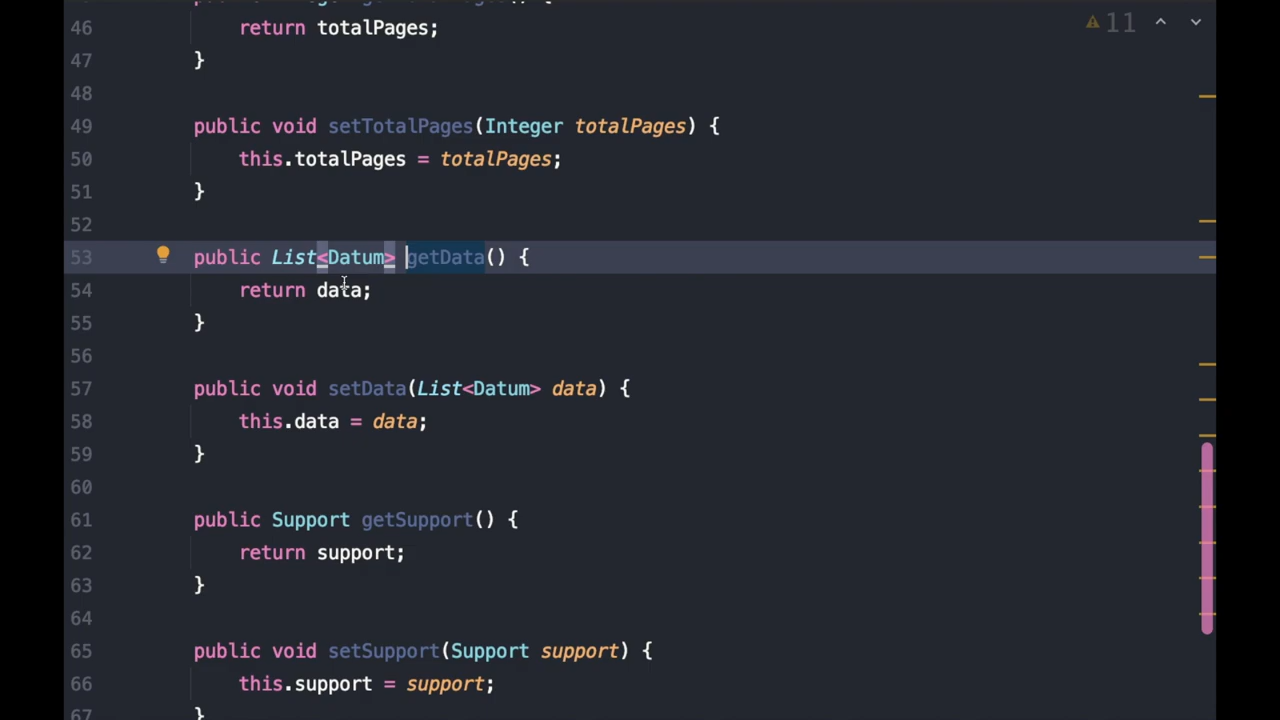 46 return totalPages;
11
47 }
48
49 public void setTotalPages(Integer totalPages) {
50 this.totalPages = totalPages;
51 }
52
53 public List<Datum> getData() {
54 return data;
55 }
56
57 public void setData(List<Datum> data) {
58 this.data = data;
59 }
60
61 public Support getSupport() {
62 return support;
63 }
64
65 public void setSupport(Support support) {
66 this.support = support;
67 }